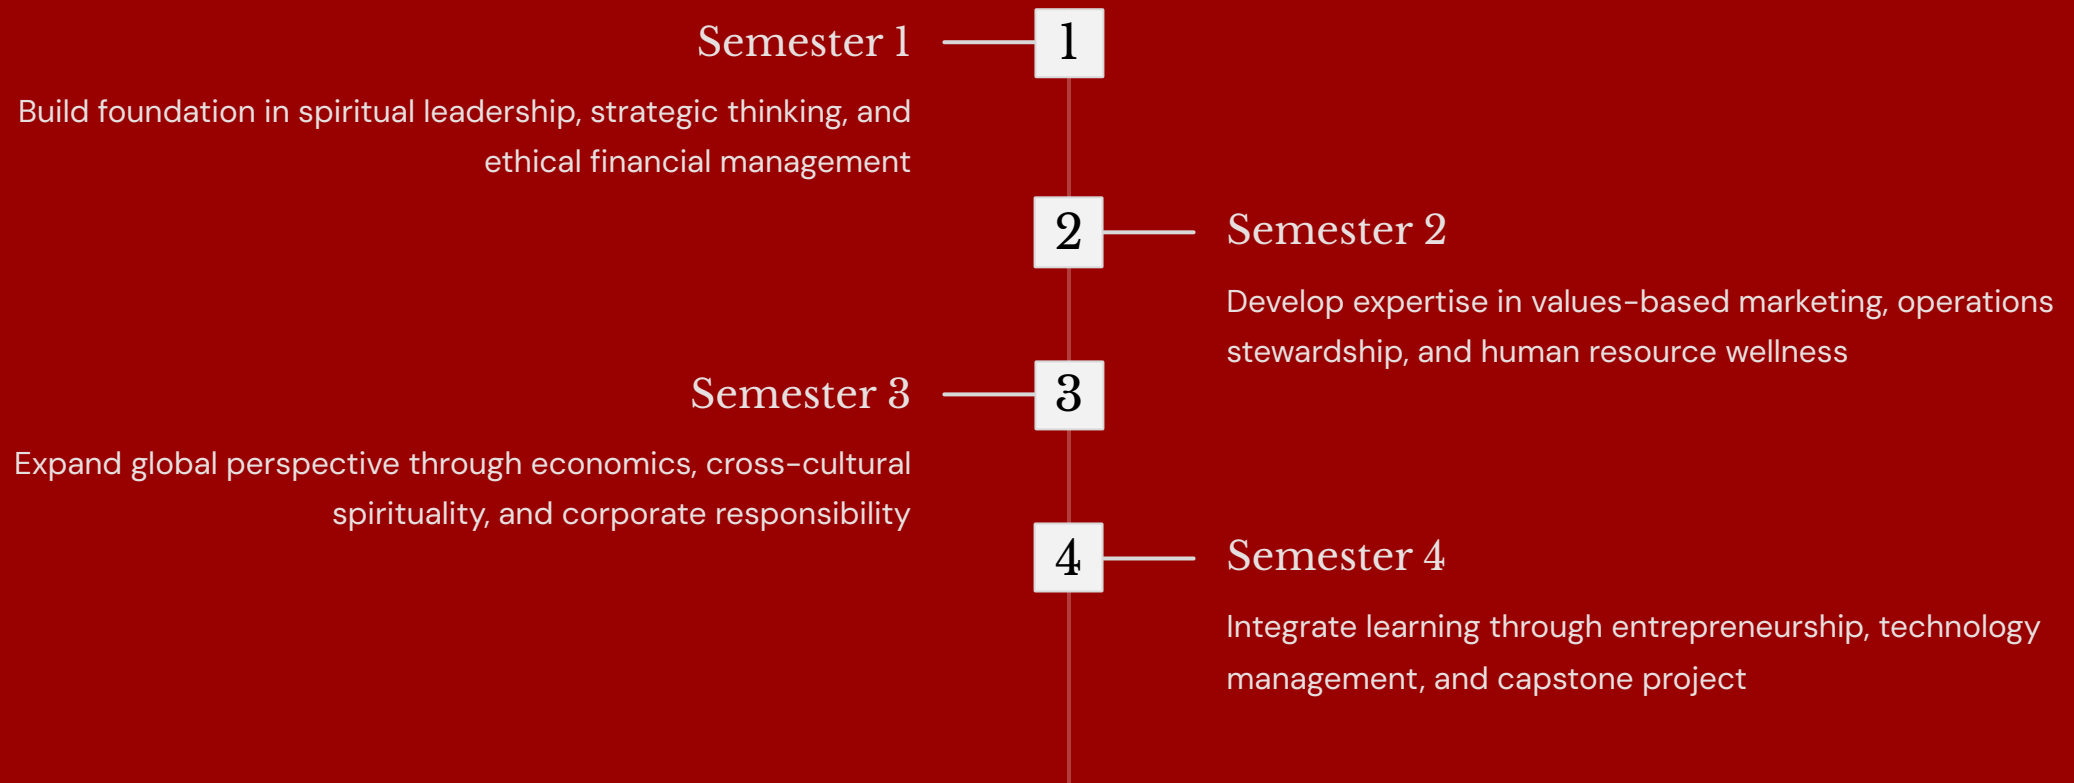 Semester 1
1
Build foundation in spiritual leadership, strategic thinking, and
ethical financial management
2
Semester 2
Develop expertise in values-based marketing, operations
stewardship, and human resource wellness
Semester 3
3
Expand global perspective through economics, cross-cultural
spirituality, and corporate responsibility
4
Semester 4
Integrate learning through entrepreneurship, technology
management, and capstone project